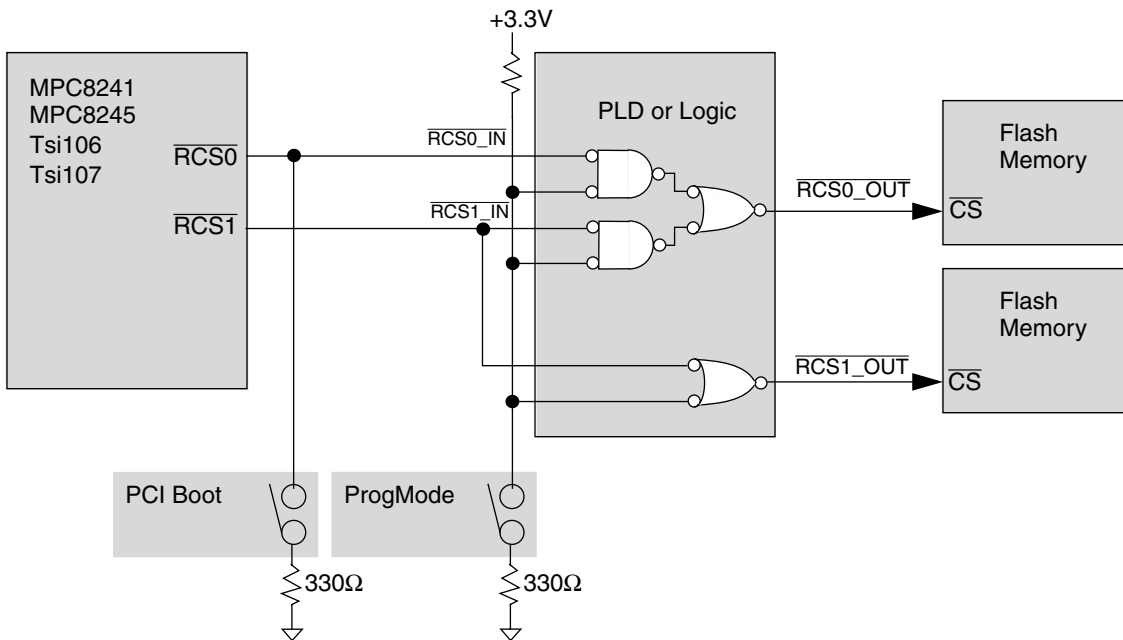 +3.3V
MPC8241
MPC8245
Tsi106
Tsi107
RCS0
RCS1
RCS0_IN
RCS1_IN
PLD or Logic
RCS0_OUT
RCS1_OUT
Flash
Memory
CS
Flash
Memory
CS
PCI Boot
ProgMode
330Ω
330Ω